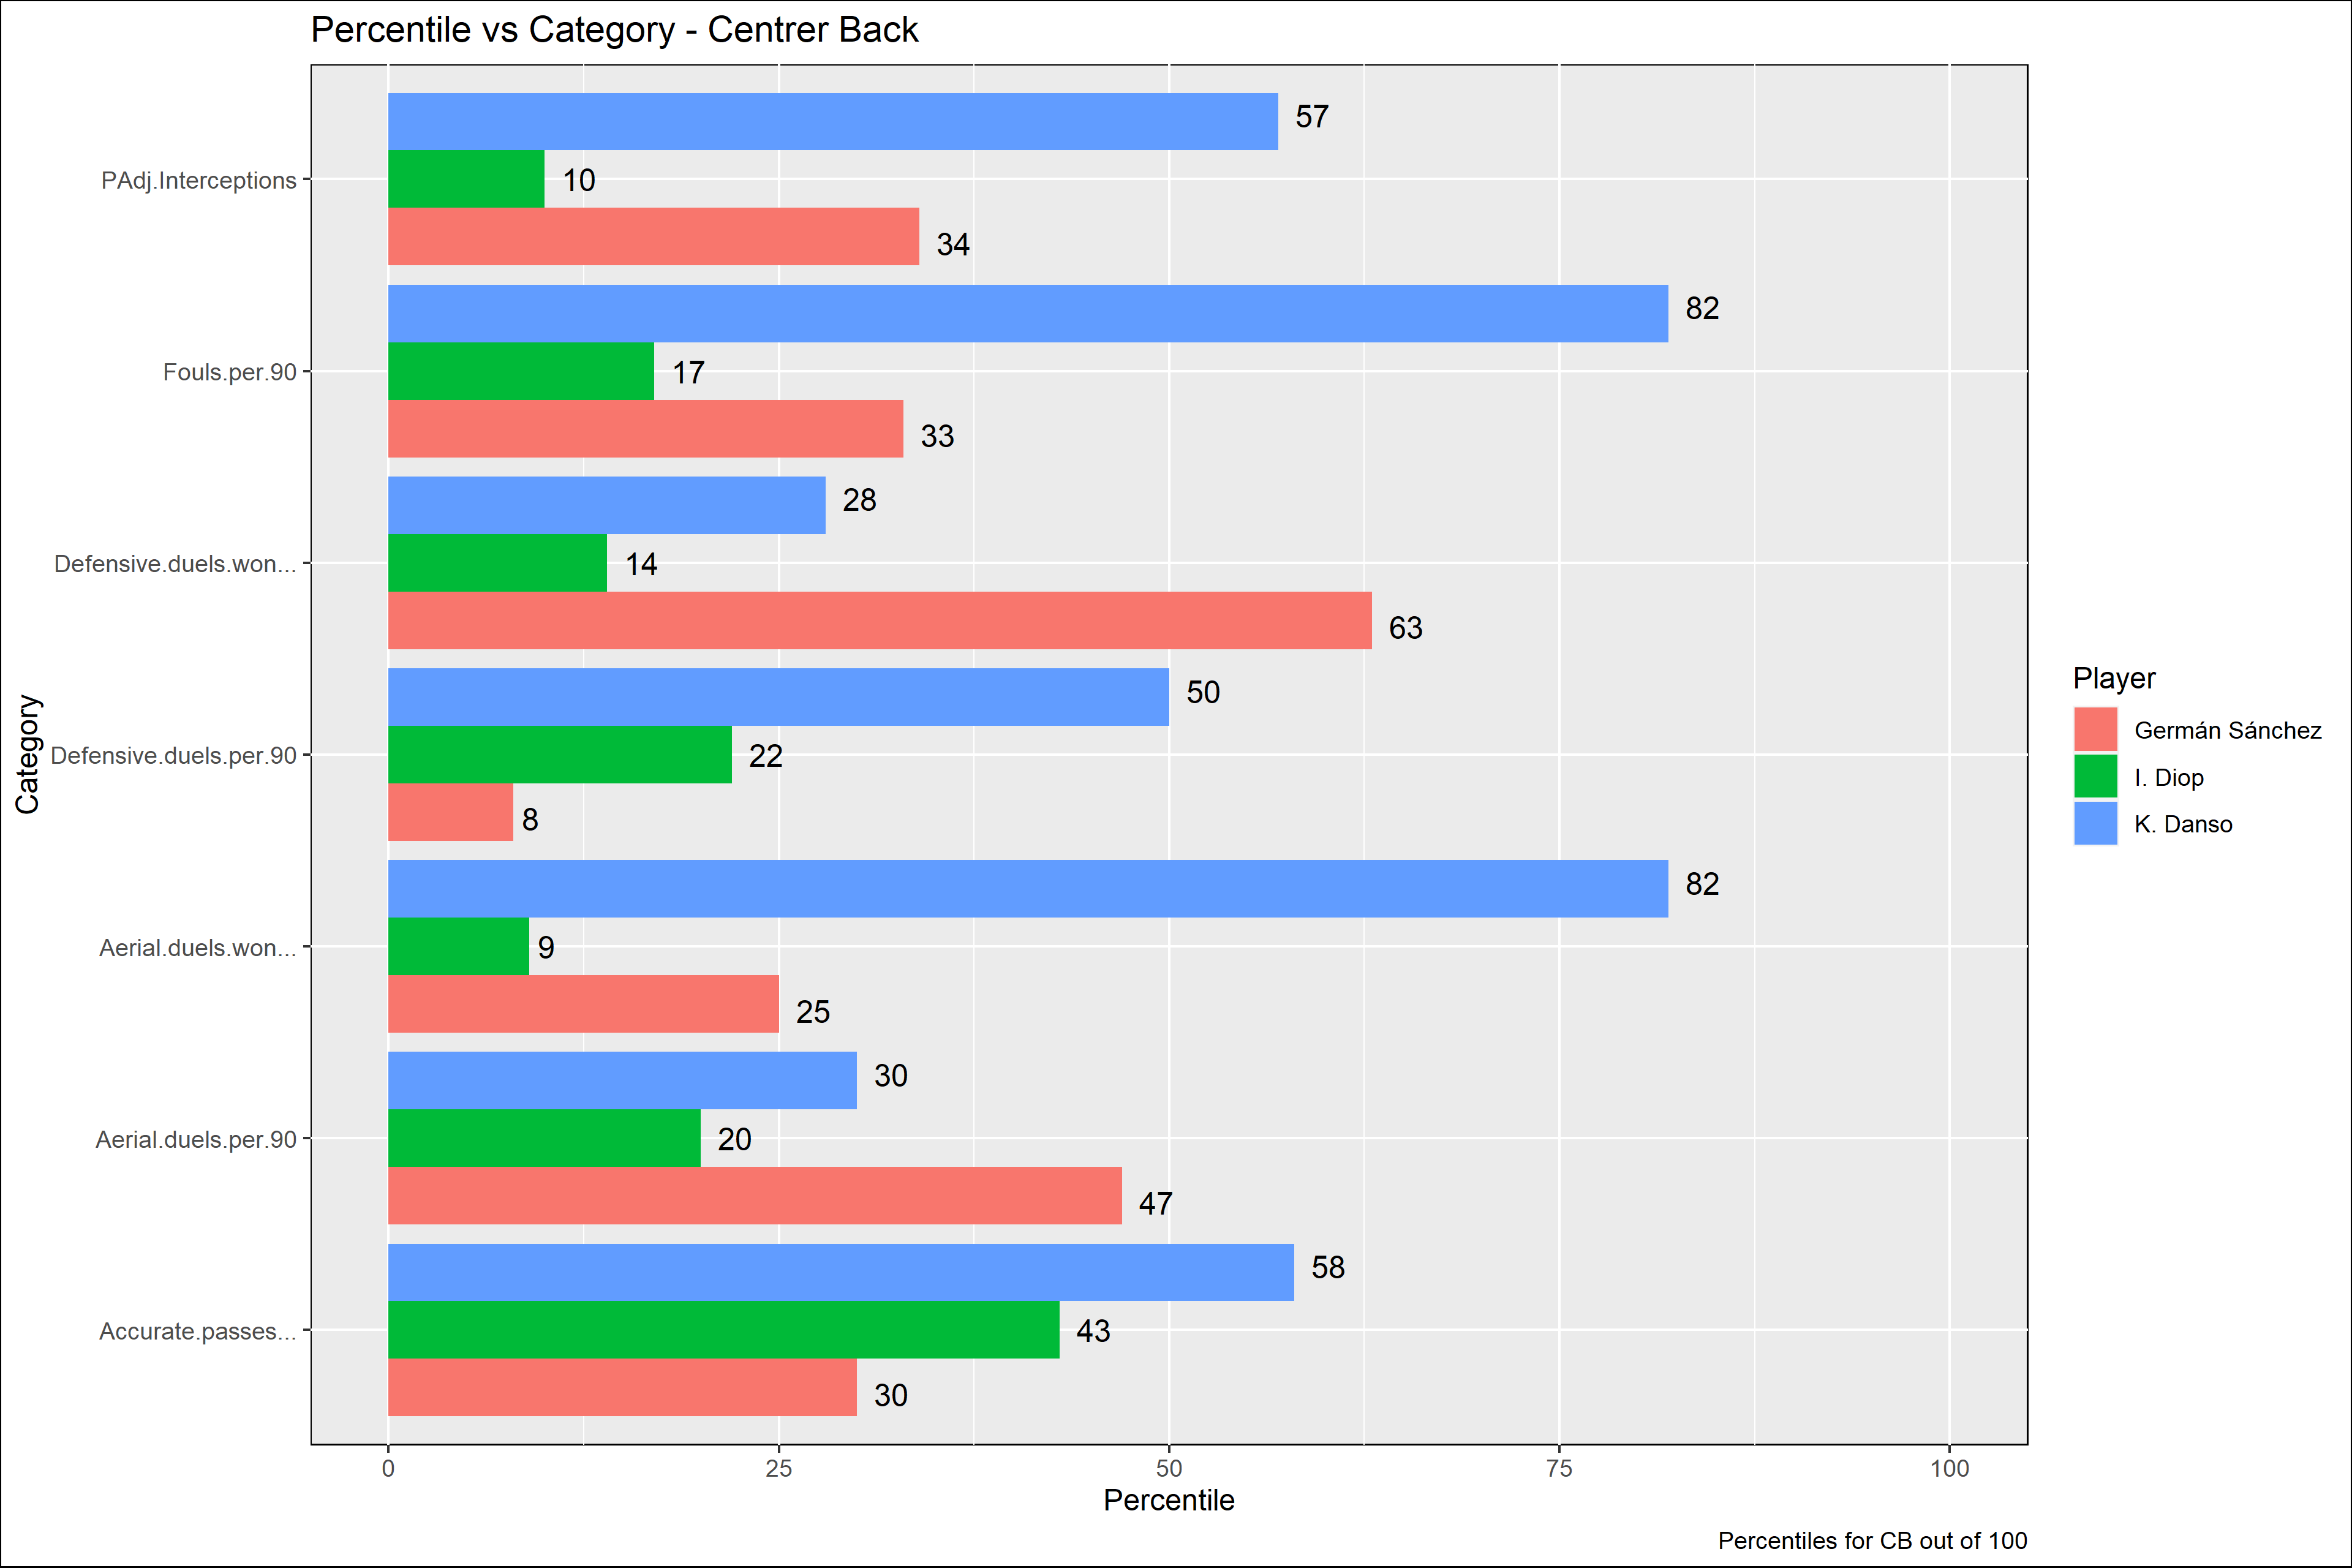 Percentile vs Category - Centrer Back
Category
PAdj.Interceptions
57
10
34
Fouls.per.90
82
17
33
Defensive.duels.won...
28
14
63
Defensive.duels.per.90
50
22
8
Aerial.duels.won...
82
9
25
Aerial.duels.per.90
30
20
47
Accurate.passes...
58
43
30
0 25 50 75 100
Percentile
Player
Germán Sánchez
I. Diop
K. Danso
Percentiles for CB out of 100